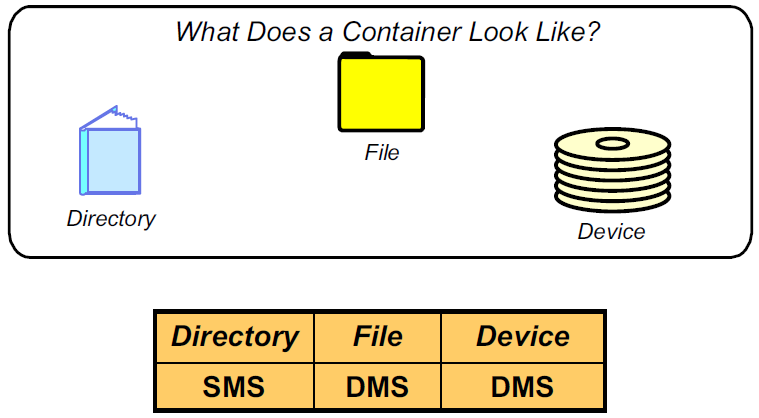 What Does a Container Look Like?
File
Directory
Device
Directory File Device
SMS DMS DMS